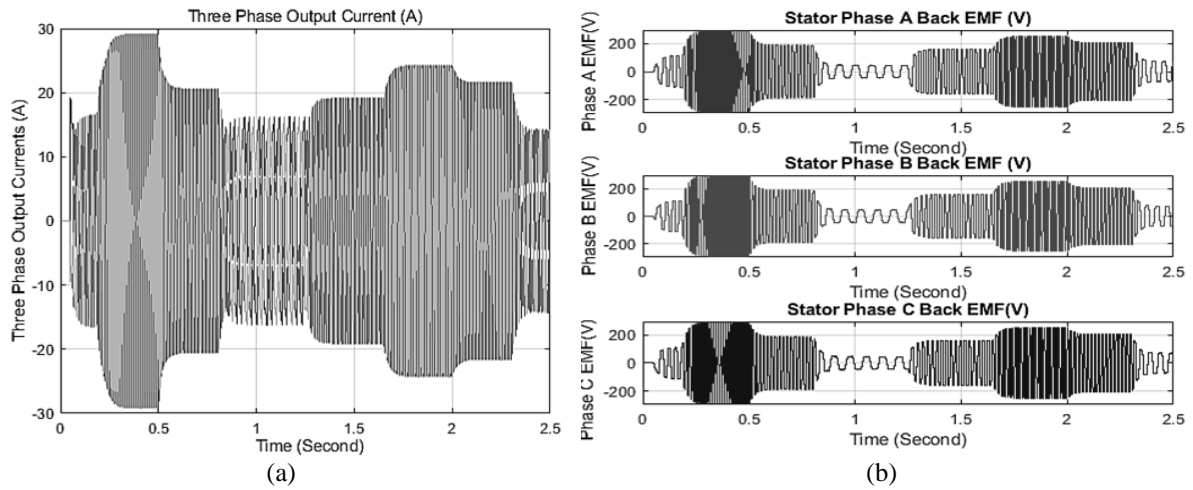 Three Phase Output Current (A)
Three Phase Output Currents (A)
30
20
10
0
-10
-20
-30
0 0.5 1 1.5 2 2.5
Time (Second)
(a)
Stator Phase A Back EMF (V)
Phase A EMF(V)
200
0
-200
0 0.5 1 1.5 2 2.5
Time (Second)
Stator Phase B Back EMF (V)
Phase B EMF(V)
200
0
-200
0 0.5 1 1.5 2 2.5
Time (Second)
Stator Phase C Back EMF(V)
Phase C EMF(V)
200
0
-200
0 0.5 1 1.5 2 2.5
Time (Second)
(b)